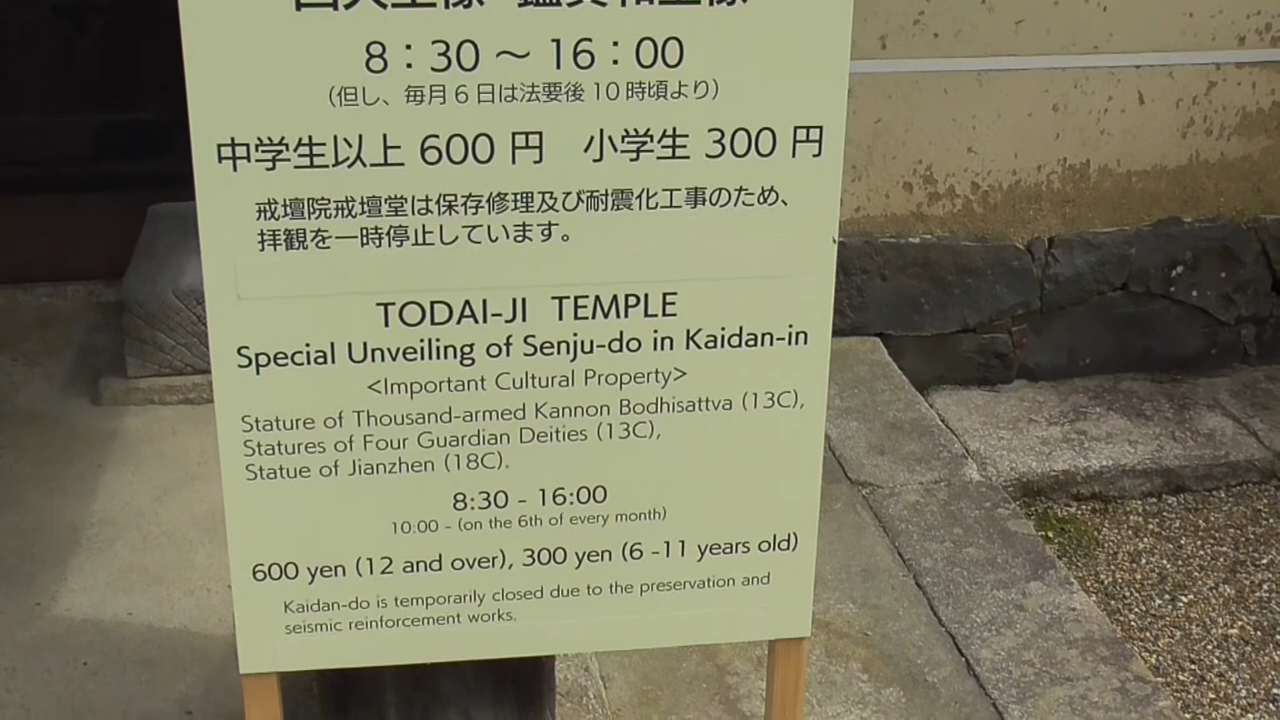 8：30 ～ 16：00
（但し、毎月 6 日は法要後 10 時頃より）
中学生以上 600 円　小学生 300 円
戒壇院戒壇堂は保存修理及び耐震化工事のため、
拝観を一時停止しています。
TODAI-JI TEMPLE
Special Unveiling of Senju-do in Kaidan-in
<Important Cultural Property>
Stature of Thousand-armed Kannon Bodhisattva (13C),
Statures of Four Guardian Deities (13C),
Statue of Jianzhen (18C).
8:30 - 16:00
10:00 - (on the 6th of every month)
600 yen (12 and over), 300 yen (6 -11 years old)
Kaidan-do is temporarily closed due to the preservation and
seismic reinforcement works.